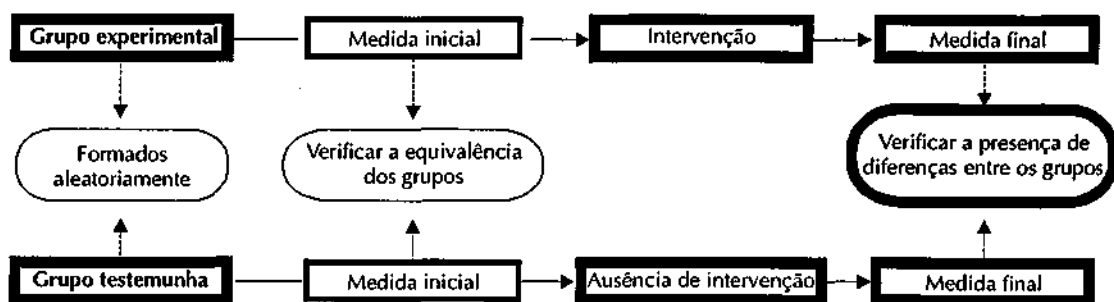 Grupo experimental
Medida inicial
Intervenção
Medida final
Formados
aleatoriamente
Verificar a equivalência
dos grupos
Verificar a presença de
diferenças entre os grupos
Grupo testemunha
Medida inicial
Ausência de intervenção
Medida final